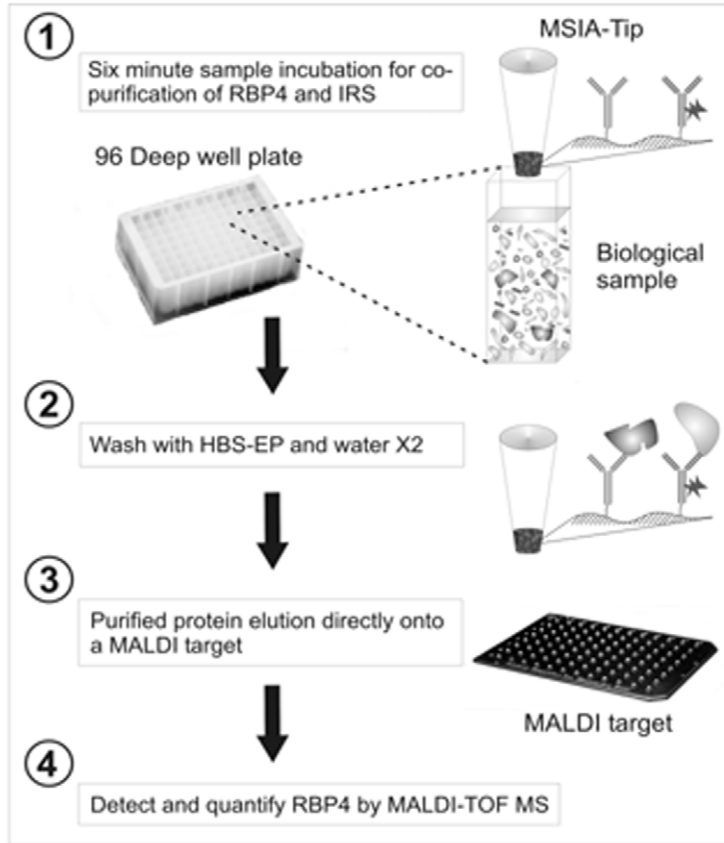 1
MSIA-Tip
Six minute sample incubation for co-
purification of RBP4 and IRS
96 Deep well plate
Biological
sample
2
Wash with HBS-EP and water X2
3
Purified protein elution directly onto
a MALDI target
MALDI target
4
Detect and quantify RBP4 by MALDI-TOF MS